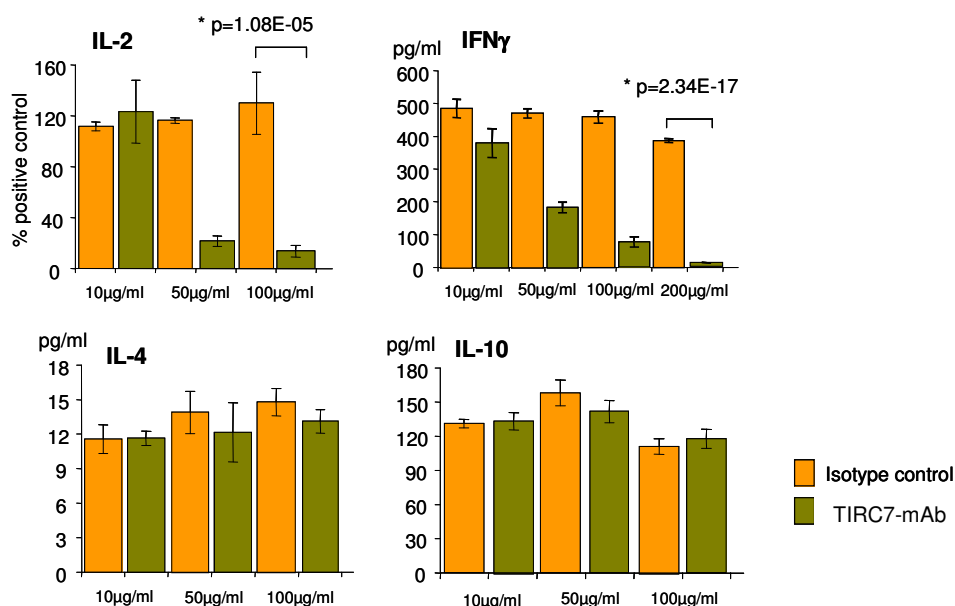 * p=1.08E-05
IL-2
% positive control
160
120
80
40
0
10µg/ml 50µg/ml 100µg/ml
pg/ml
IFNγ
* p=2.34E-17
600
500
400
300
200
100
0
10µg/ml 50µg/ml 100µg/ml 200µg/ml
pg/ml
IL-4
18
15
12
9
6
3
0
10µg/ml 50µg/ml 100µg/ml
pg/ml
IL-10
180
150
120
90
60
30
0
10µg/ml 50µg/ml 100µg/ml
Isotype control
TIRC7-mAb